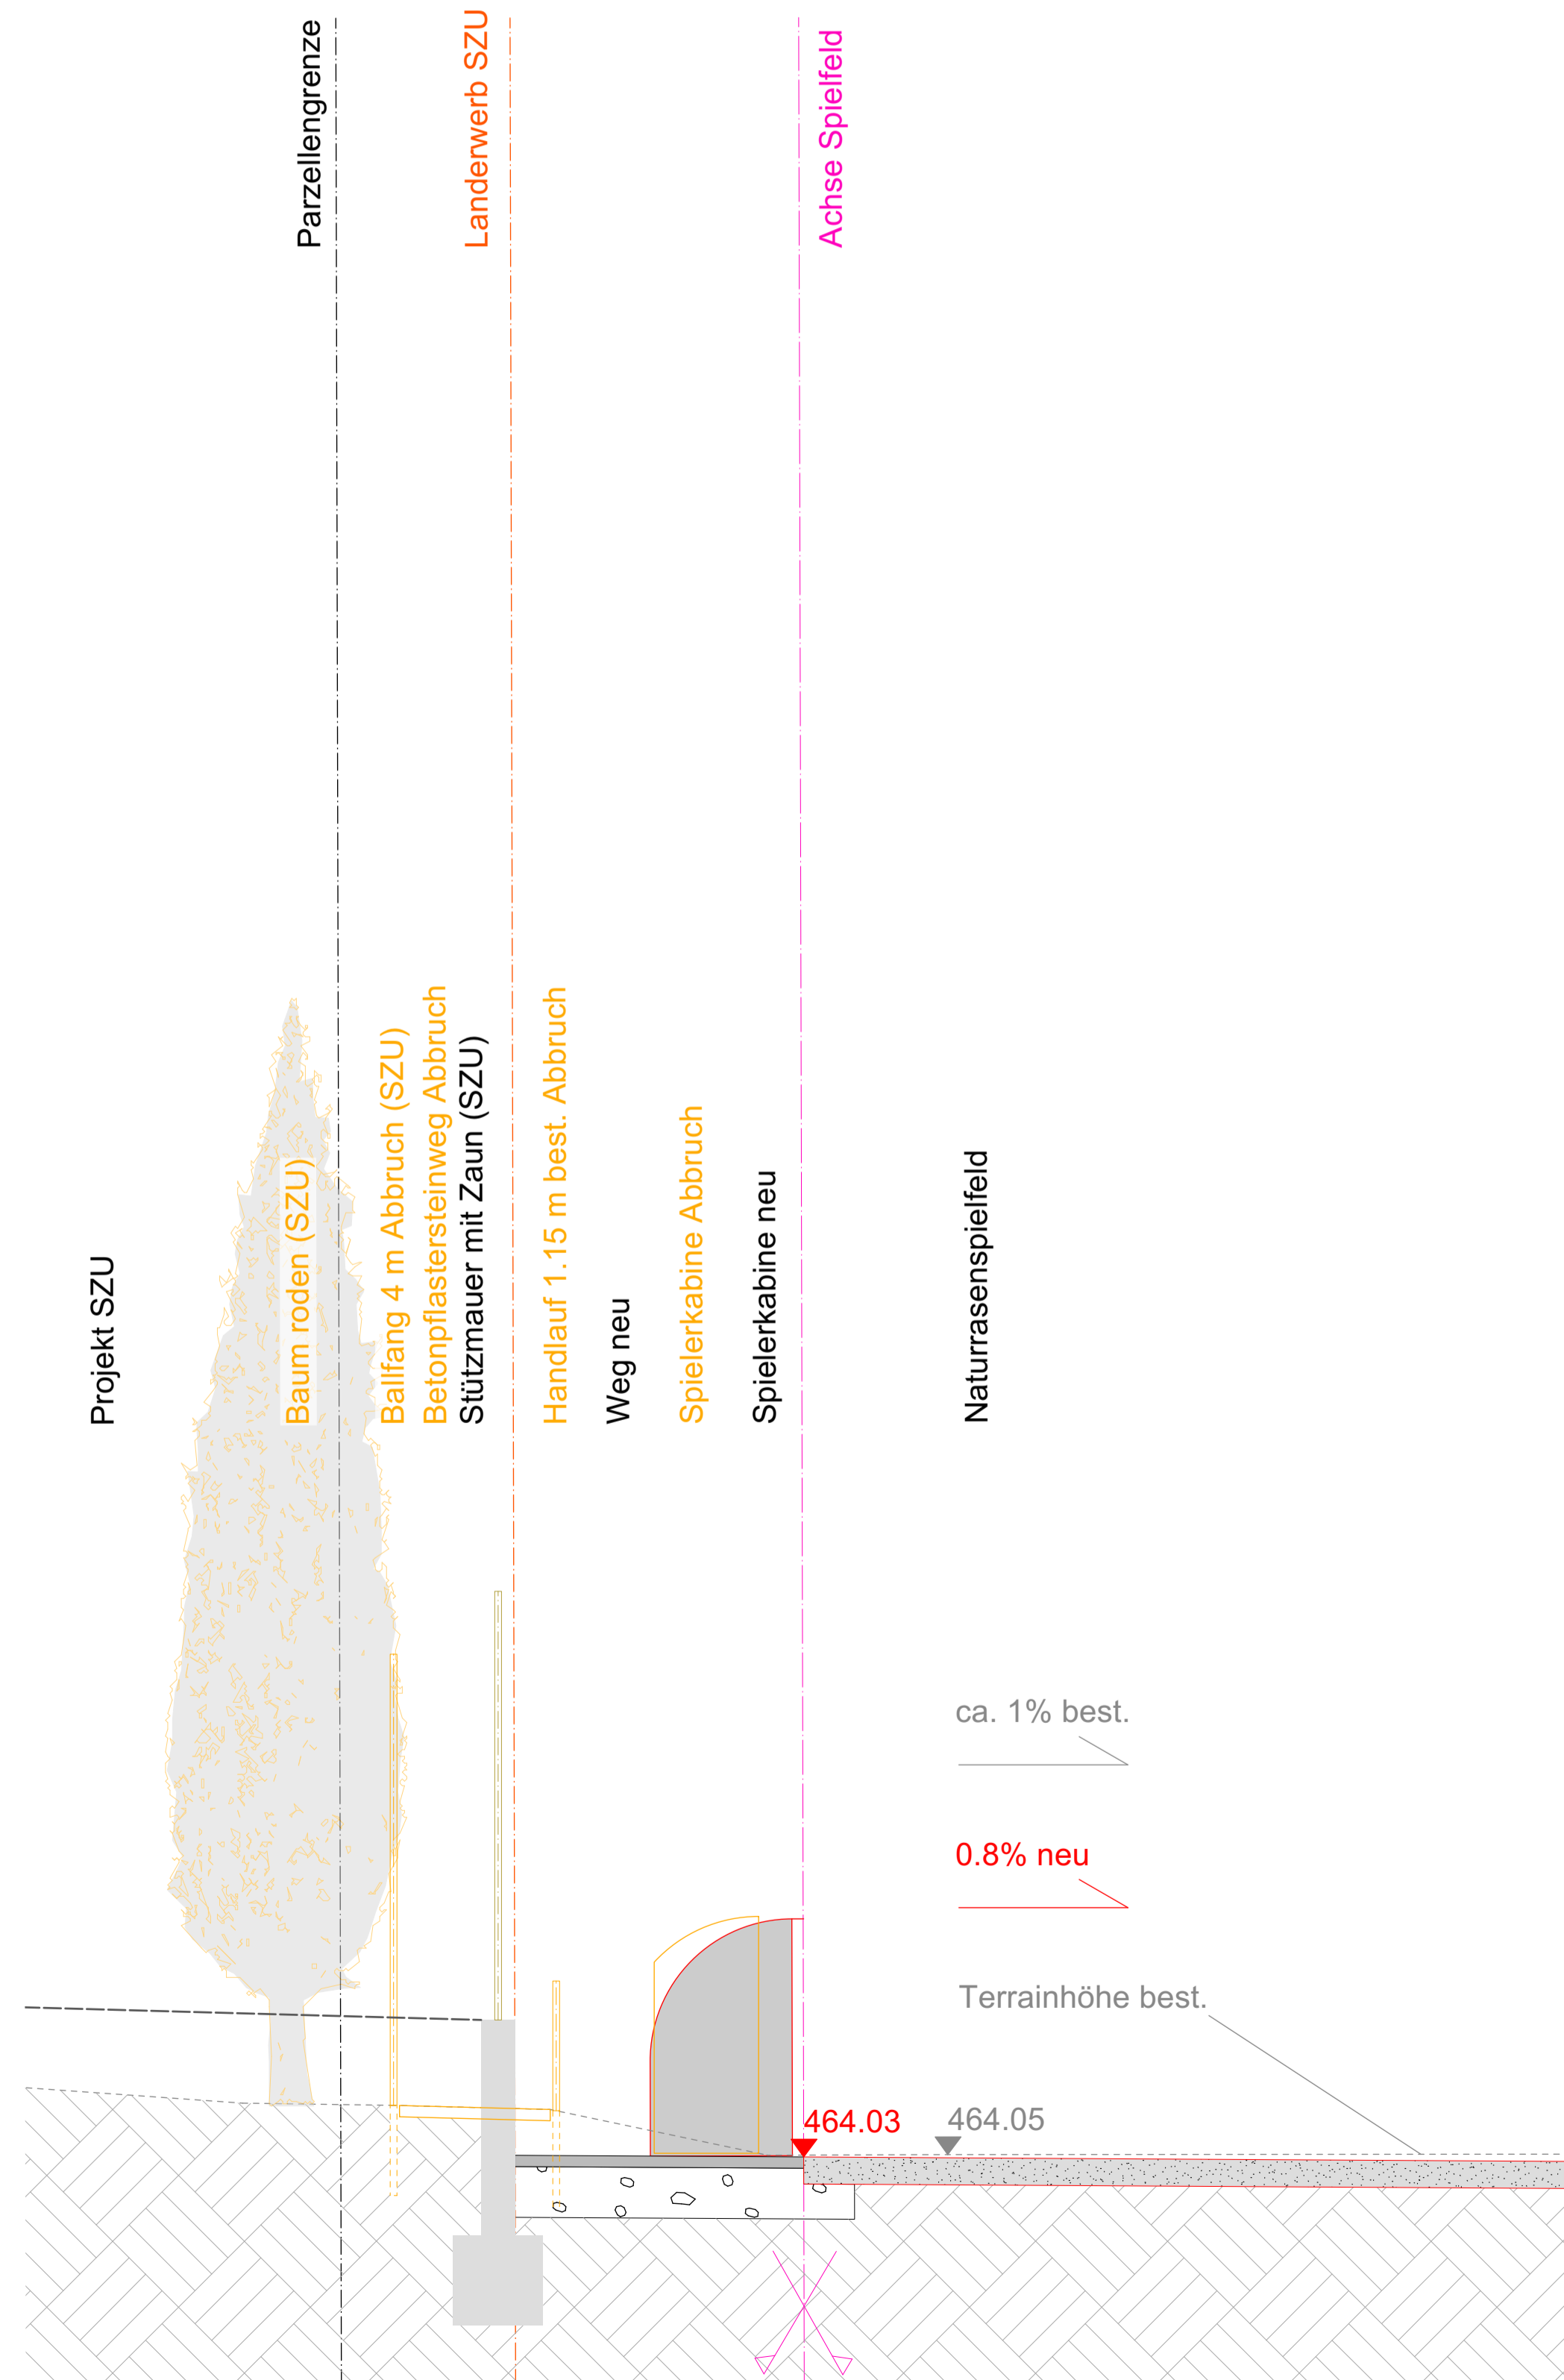 Parzellengrenze
Landerwerb SZU
Achse Spielfeld
Projekt SZU
Baum roden (SZU)
Ballfang 4 m Abbruch (SZU)
Betonpflastersteinweg Abbruch
Stützmauer mit Zaun (SZU)
Handlauf 1.15 m best. Abbruch
Weg neu
Spielerkabine Abbruch
Spielerkabine neu
Naturrasenspielfeld
ca. 1% best.
0.8% neu
Terrainhöhe best.
464.03
464.05